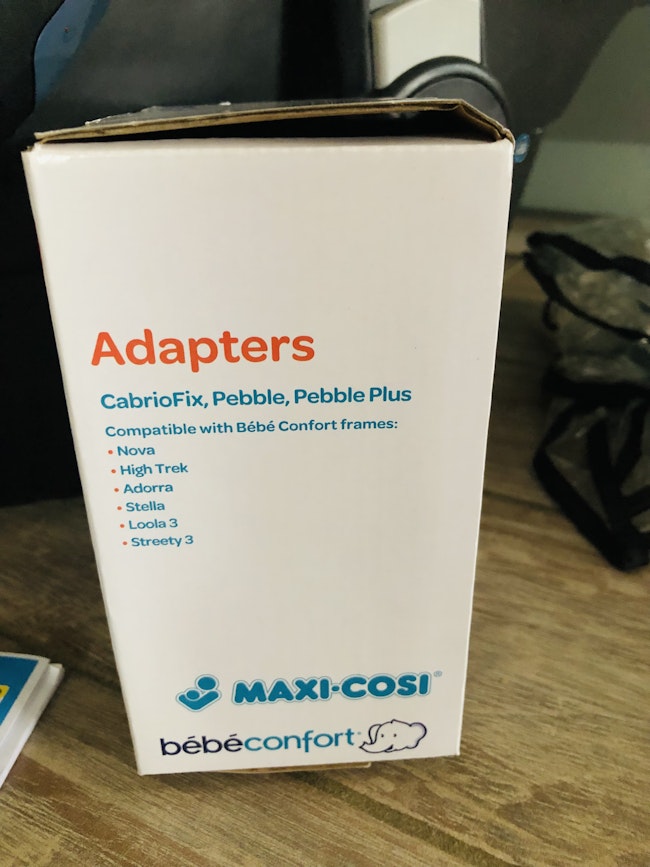 Adapters
CabrioFix, Pebble, Pebble Plus
Compatible with Bébé Confort frames:
• Nova
• High Trek
• Adorra
• Stella
• Loola 3
• Streety 3
MAXI-COSI®
bébéconfort